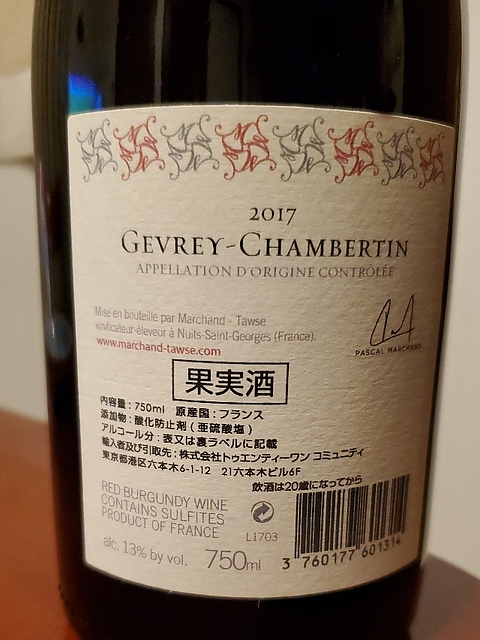 2017
GEVREY-CHAMBERTIN
APPELLATION D'ORIGINE CONTRÔLÉE
Mise en bouteille par Marchand - Tawse
vinificateur-éleveur à Nuits-Saint-Georges (France).
www.marchand-tawse.com
PASCAL MARCHAND
果実酒
内容量：750ml 原産国：フランス
添加物：酸化防止剤（亜硫酸塩）
アルコール分：表又は裏ラベルに記載
輸入者及び引取先：株式会社トゥエンティーワン コミュニティ
東京都港区六本木6-1-12 21六本木ビル6F
飲酒は20歳になってから
RED BURGUNDY WINE
CONTAINS SULFITES
PRODUCT OF FRANCE
L1703
alc. 13% by vol. 750ml
3 760177 601314